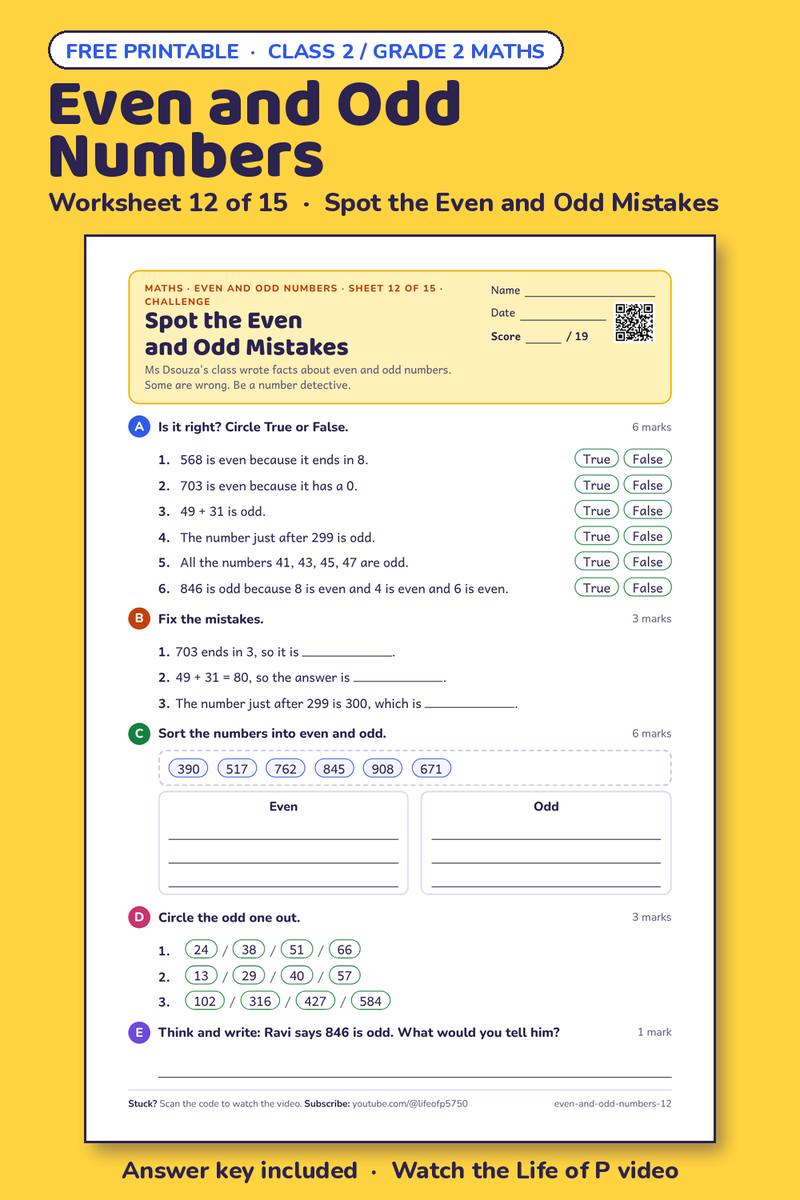 FREE PRINTABLE · CLASS 2 / GRADE 2 MATHS
Even and Odd
Numbers
Worksheet 12 of 15 · Spot the Even and Odd Mistakes
MATHS · EVEN AND ODD NUMBERS · SHEET 12 OF 15 ·
CHALLENGE
Spot the Even
and Odd Mistakes
Ms Dsouza's class wrote facts about even and odd numbers.
Some are wrong. Be a number detective.
Name ____________________
Date ______________
Score ______ / 19
A Is it right? Circle True or False. 6 marks
1. 568 is even because it ends in 8. True False
2. 703 is even because it has a 0. True False
3. 49 + 31 is odd. True False
4. The number just after 299 is odd. True False
5. All the numbers 41, 43, 45, 47 are odd. True False
6. 846 is odd because 8 is even and 4 is even and 6 is even. True False
B Fix the mistakes. 3 marks
1. 703 ends in 3, so it is ______________.
2. 49 + 31 = 80, so the answer is ______________.
3. The number just after 299 is 300, which is ______________.
C Sort the numbers into even and odd. 6 marks
390 517 762 845 908 671
Even Odd
D Circle the odd one out. 3 marks
1. 24 / 38 / 51 / 66
2. 13 / 29 / 40 / 57
3. 102 / 316 / 427 / 584
E Think and write: Ravi says 846 is odd. What would you tell him? 1 mark
Stuck? Scan the code to watch the video. Subscribe: youtube.com/@lifeofp5750 even-and-odd-numbers-12
Answer key included · Watch the Life of P video